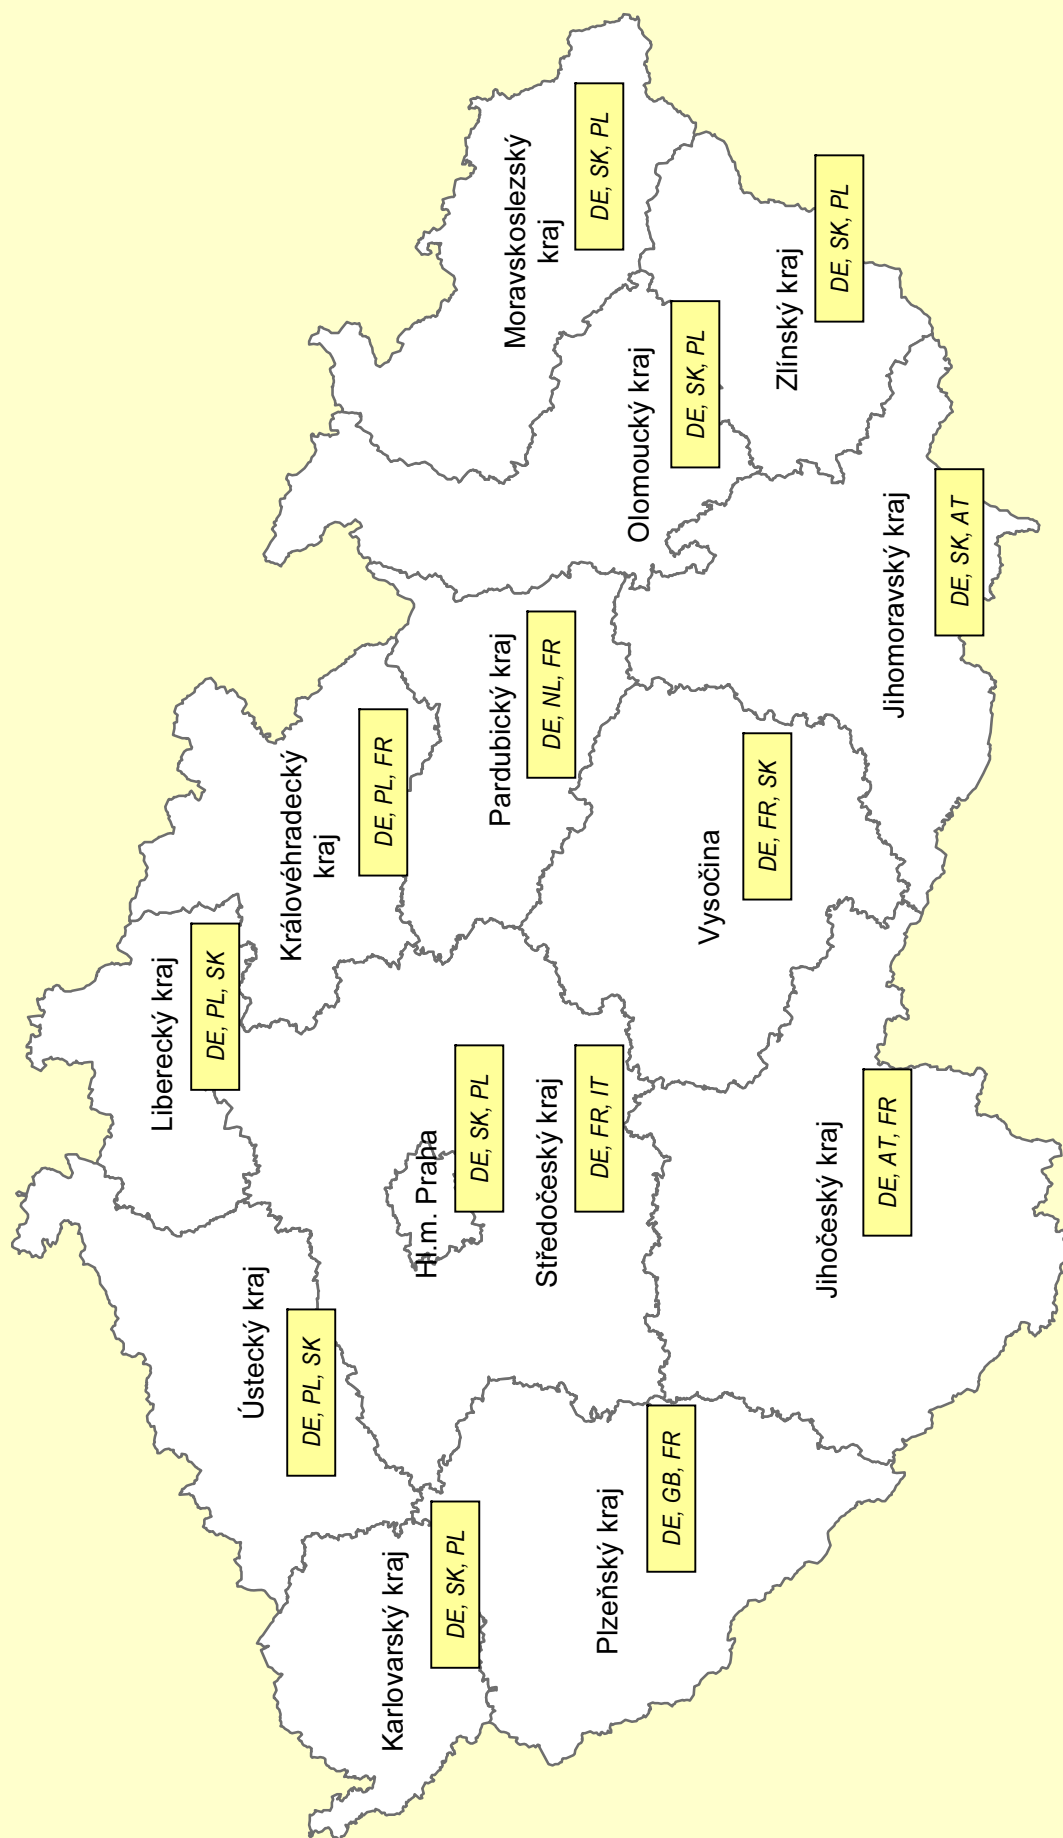 Liberecký kraj
DE, PL, SK
Ústecký kraj
DE, PL, SK
Královéhradecký
kraj
DE, PL, FR
Karlovarský kraj
DE, SK, PL
Hl.m. Praha
DE, SK, PL
Pardubický kraj
DE, NL, FR
Moravskoslezský
kraj
DE, SK, PL
Středočeský kraj
DE, FR, IT
Olomoucký kraj
DE, SK, PL
Plzeňský kraj
DE, GB, FR
Vysočina
DE, FR, SK
Zlínský kraj
DE, SK, PL
Jihočeský kraj
DE, AT, FR
Jihomoravský kraj
DE, SK, AT